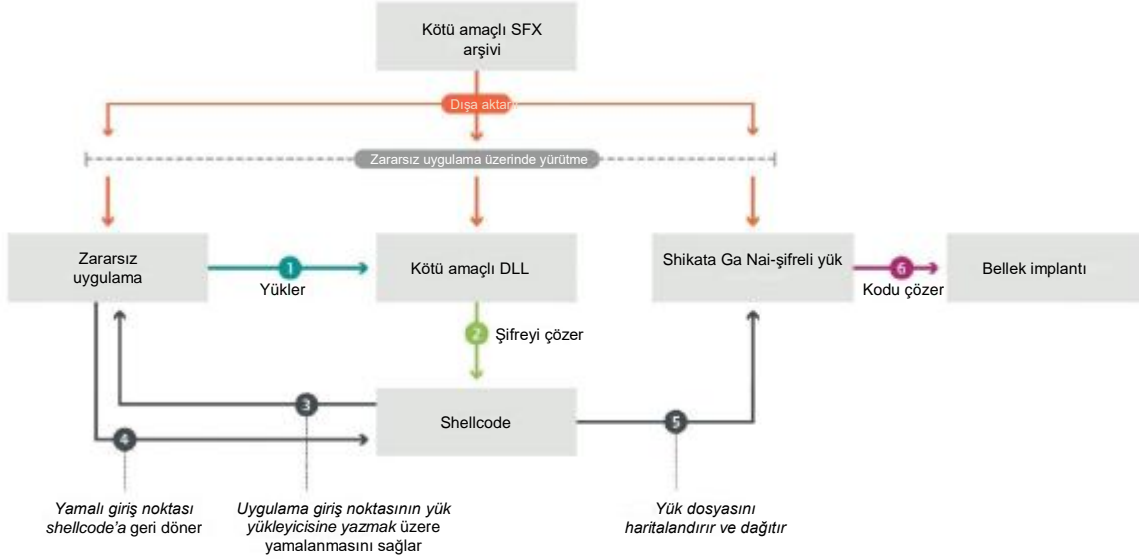 Kötü amaçlı SFX
arşivi
Dışa aktar
Zararsız uygulama üzerinde yürütme
Zararsız
uygulama
1
Yükler
Kötü amaçlı DLL
Shikata Ga Nai-şifreli yük
6
Kodu çözer
Bellek implantı
2
Şifreyi çözer
3
Shellcode
4
5
Yamalı giriş noktası
shellcode’a geri döner
Uygulama giriş noktasının yük
yükleyicisine yazmak üzere
yamalanmasını sağlar
Yük dosyasını
haritalandırır ve dağıtır